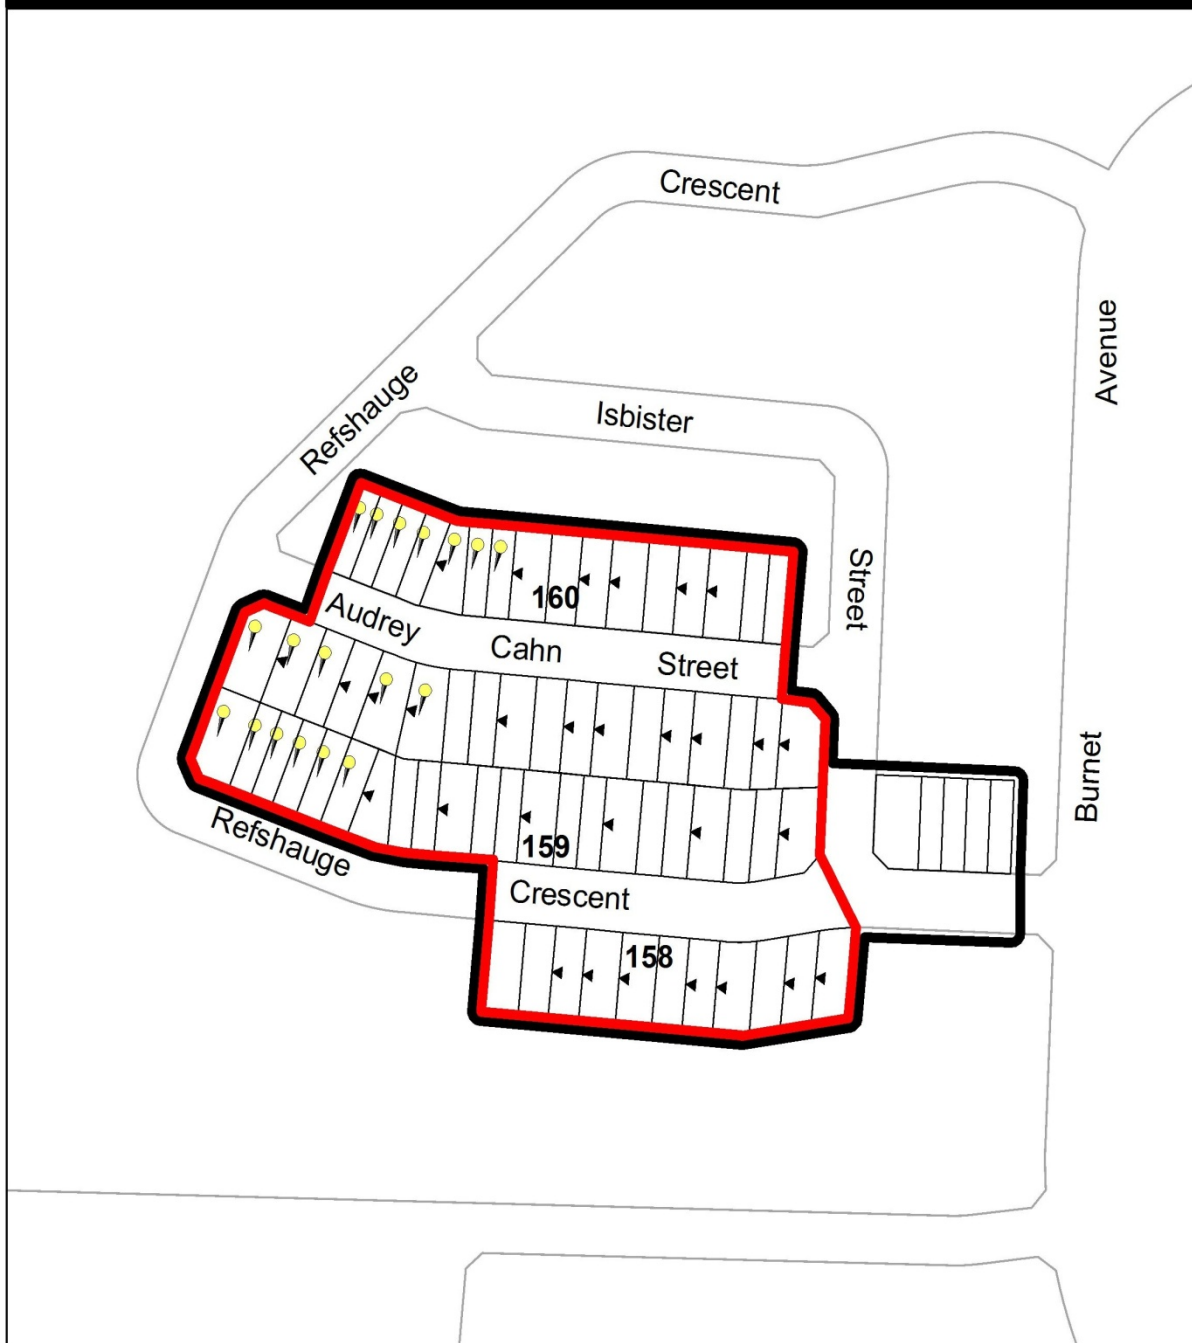 Crescent
Avenue
Refshauge
Isbister
Street
160
Audrey
Cahn
Street
Burnet
Refshauge
159
Crescent
158